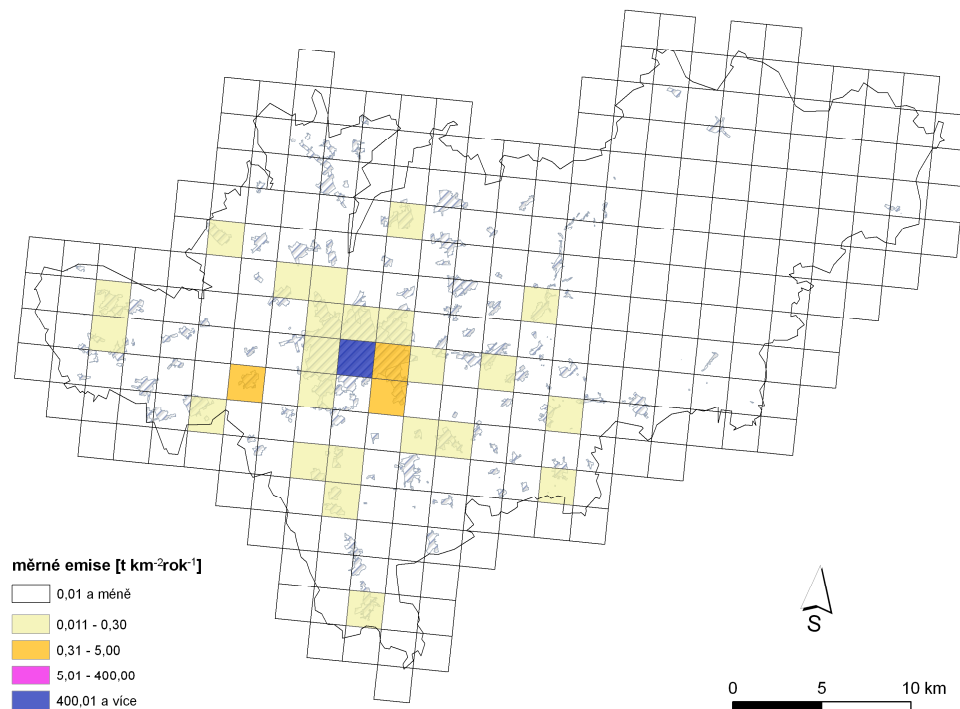 měrné emise [t km-2rok-1]
0,01 a méně
0,011 - 0,30
0,31 - 5,00
5,01 - 400,00
400,01 a více
S
0 5 10 km